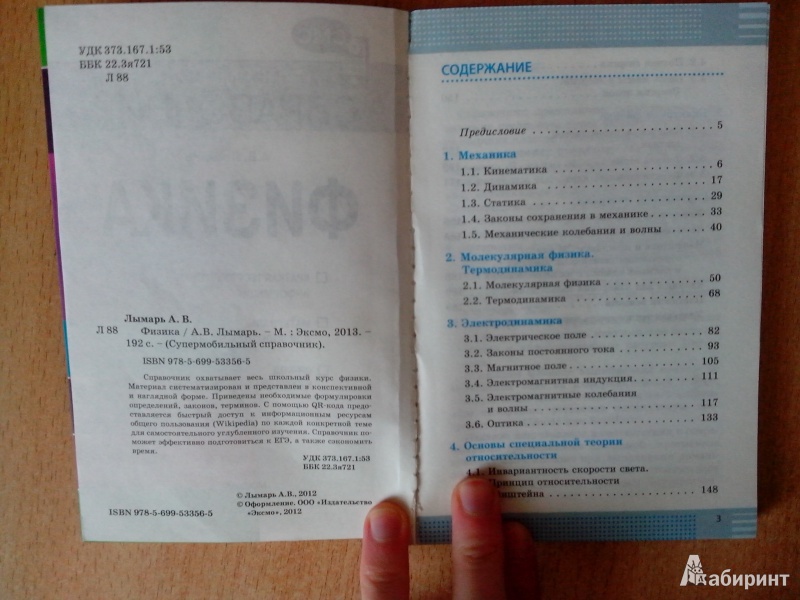 УДК 373.167.1:53
ББК 22.3я721
Л 88
Лымарь А. В.
Л 88 Физика / А.В. Лымарь. – М. : Эксмо, 2013. –
192 с. – (Супермобильный справочник).
ISBN 978-5-699-53356-5
Справочник охватывает весь школьный курс физики.
Материал систематизирован и представлен в конспективной
и наглядной форме. Приведены необходимые формулировки
определений, законов, терминов. С помощью QR-кода предо-
ставляется быстрый доступ к информационным ресурсам
общего пользования (Wikipedia) по каждой конкретной теме
для самостоятельного углубленного изучения. Справочник по-
может эффективно подготовиться к ЕГЭ, а также сэкономить
время.
УДК 373.167.1:53
ББК 22.3я721
© Лымарь А.В., 2012
© Оформление. ООО «Издательство
«Эксмо», 2012
ISBN 978-5-699-53356-5
СОДЕРЖАНИЕ
Предисловие . . . . . . . . . . . . . . . . . . . . . . . . 5
1. Механика
1.1. Кинематика . . . . . . . . . . . . . . . . . . . . . 6
1.2. Динамика . . . . . . . . . . . . . . . . . . . . . . 17
1.3. Статика . . . . . . . . . . . . . . . . . . . . . . . 29
1.4. Законы сохранения в механике . . . . . . . 33
1.5. Механические колебания и волны . . . . . 40
2. Молекулярная физика.
Термодинамика
2.1. Молекулярная физика . . . . . . . . . . . . . 50
2.2. Термодинамика . . . . . . . . . . . . . . . . . . 68
3. Электродинамика
3.1. Электрическое поле . . . . . . . . . . . . . . . 82
3.2. Законы постоянного тока . . . . . . . . . . . 93
3.3. Магнитное поле . . . . . . . . . . . . . . . . . . 105
3.4. Электромагнитная индукция . . . . . . . . . 111
3.5. Электромагнитные колебания
и волны . . . . . . . . . . . . . . . . . . . . . . . . 117
3.6. Оптика . . . . . . . . . . . . . . . . . . . . . . . . 133
4. Основы специальной теории
относительности
4.1. Инвариантность скорости света.
Принцип относительности
. . . . . . . . . . . . . . . . . . . . . 148
3
Лабиринт